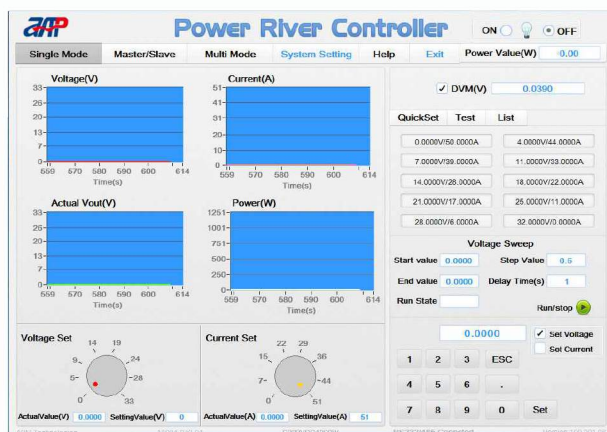 Power River Controller
ON OFF
Single Mode Master/Slave Multi Mode System Setting Help Exit Power Value(W) 0.00
Voltage(V)
33
26
20
13
7
0
559 570 580 590 600 614
Time(s)
Current(A)
51
41
31
20
10
0
559 570 580 590 600 614
Time(s)
DVM(V) 0.0390
QuickSet Test List
0.0000V/50.0000A 4.0000V/44.0000A
7.0000V/39.0000A 11.0000V/33.0000A
14.0000V/28.0000A 18.0000V/22.0000A
21.0000V/17.0000A 25.0000V/11.0000A
28.0000V/6.0000A 32.0000V/0.0000A
Actual Vout(V)
33
26
20
13
7
0
559 570 580 590 600 614
Time(s)
Power(W)
1251
1001
751
500
250
0
559 570 580 590 600 614
Time(s)
Voltage Sweep
Start value 0.0000 Step Value 0.5
End value 0.0000 Delay Time(s) 1
Run State
Run/stop
Voltage Set
0 5 9 14 19 24 28 33
ActualValue(V) 0.0000 SettingValue(V) 0
Current Set
0 7 15 22 29 36 44 51
ActualValue(A) 0.0000 SettingValue(A) 51
0.0000
Set Voltage
Set Current
1 2 3 ESC
4 5 6 .
7 8 9 0 Set